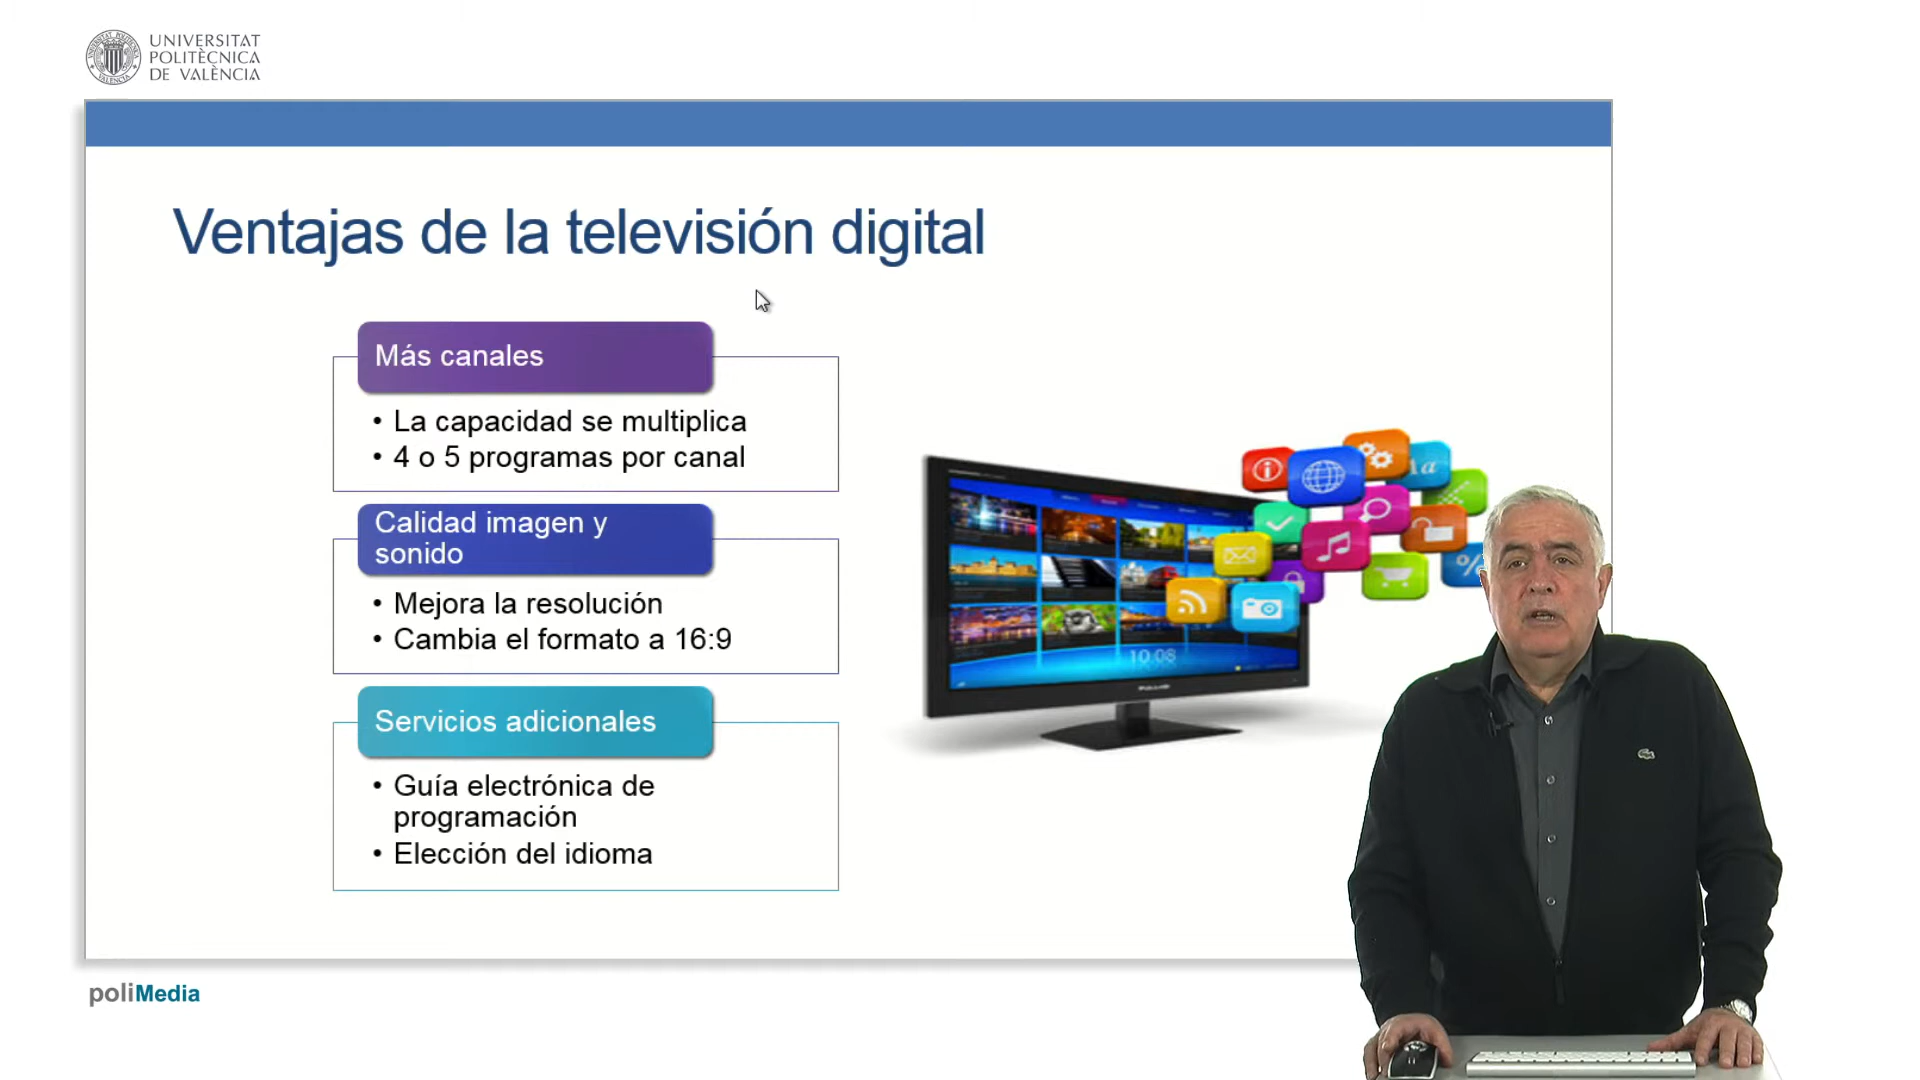 UNIVERSITAT
POLITÈCNICA
DE VALÈNCIA
Ventajas de la televisión digital
Más canales
• La capacidad se multiplica
• 4 o 5 programas por canal
Calidad imagen y
sonido
• Mejora la resolución
• Cambia el formato a 16:9
Servicios adicionales
• Guía electrónica de
programación
• Elección del idioma
10:08
poliMedia